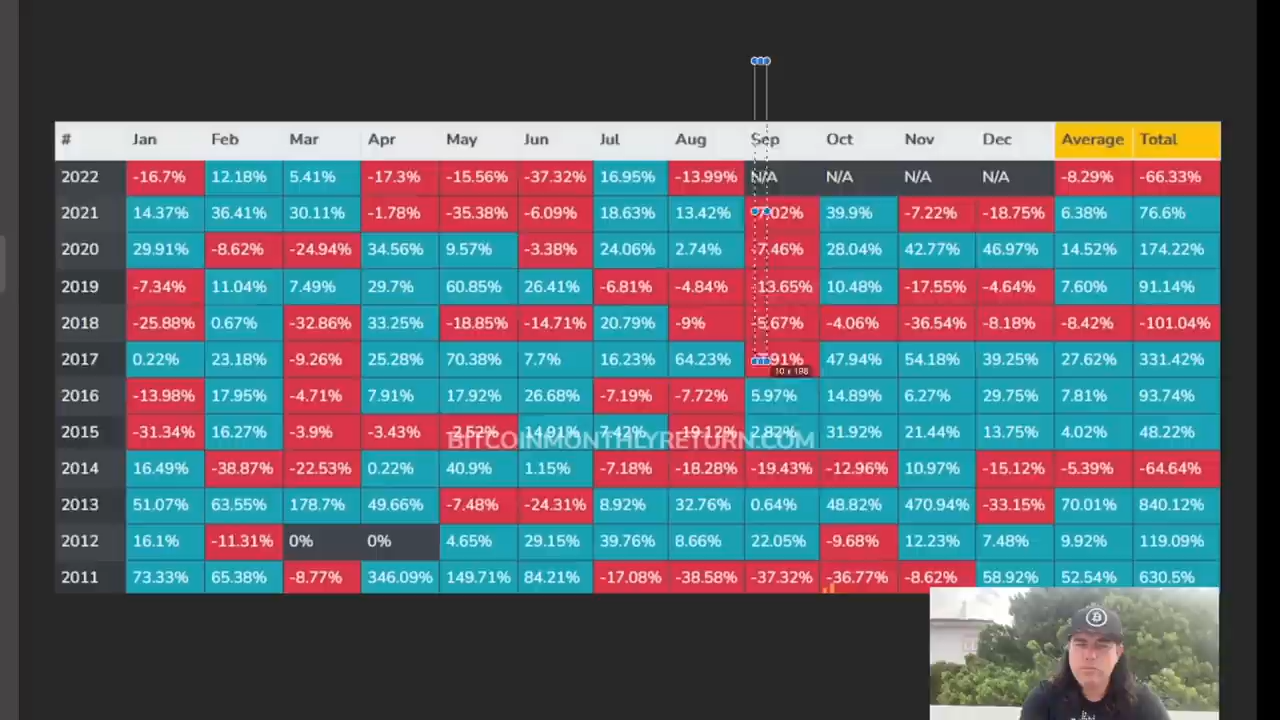 # Jan Feb Mar Apr May Jun Jul Aug Sep Oct Nov Dec Average Total
2022 -16.7% 12.18% 5.41% -17.3% -15.56% -37.32% 16.95% -13.99% N/A N/A N/A N/A -8.29% -66.33%
2021 14.37% 36.41% 30.11% -1.78% -35.38% -6.09% 18.63% 13.42% 39.9% -7.22% -18.75% 6.38% 76.6%
2020 29.91% -8.62% -24.94% 34.56% 9.57% -3.38% 24.06% 2.74% -7.46% 28.04% 42.77% 46.97% 14.52% 174.22%
2019 -7.34% 11.04% 7.49% 29.7% 60.85% 26.41% -6.81% -4.84% -13.65% 10.48% -17.55% -4.64% 7.60% 91.14%
2018 -25.88% 0.67% -32.86% 33.25% -18.85% -14.71% 20.79% -9% -5.67% -4.06% -36.54% -8.18% -8.42% -101.04%
2017 0.22% 23.18% -9.26% 25.28% 70.38% 7.7% 16.23% 64.23% 47.94% 54.18% 39.25% 27.62% 331.42%
10 x 198
2016 -13.98% 17.95% -4.71% 7.91% 17.92% 26.68% -7.19% -7.72% 5.97% 14.89% 6.27% 29.75% 7.81% 93.74%
2015 -31.34% 16.27% -3.9% -3.43% -2.52% 14.91% 7.42% -19.12% 2.82% 31.92% 21.44% 13.75% 4.02% 48.22%
BITCOINMONTHLYRETURN.COM
2014 16.49% -38.87% -22.53% 0.22% 40.9% 1.15% -7.18% -18.28% -19.43% -12.96% 10.97% -15.12% -5.39% -64.64%
2013 51.07% 63.55% 178.7% 49.66% -7.48% -24.31% 8.92% 32.76% 0.64% 48.82% 470.94% -33.15% 70.01% 840.12%
2012 16.1% -11.31% 0% 0% 4.65% 29.15% 39.76% 8.66% 22.05% -9.68% 12.23% 7.48% 9.92% 119.09%
2011 73.33% 65.38% -8.77% 346.09% 149.71% 84.21% -17.08% -38.58% -37.32% -36.77% -8.62% 58.92% 52.54% 630.5%